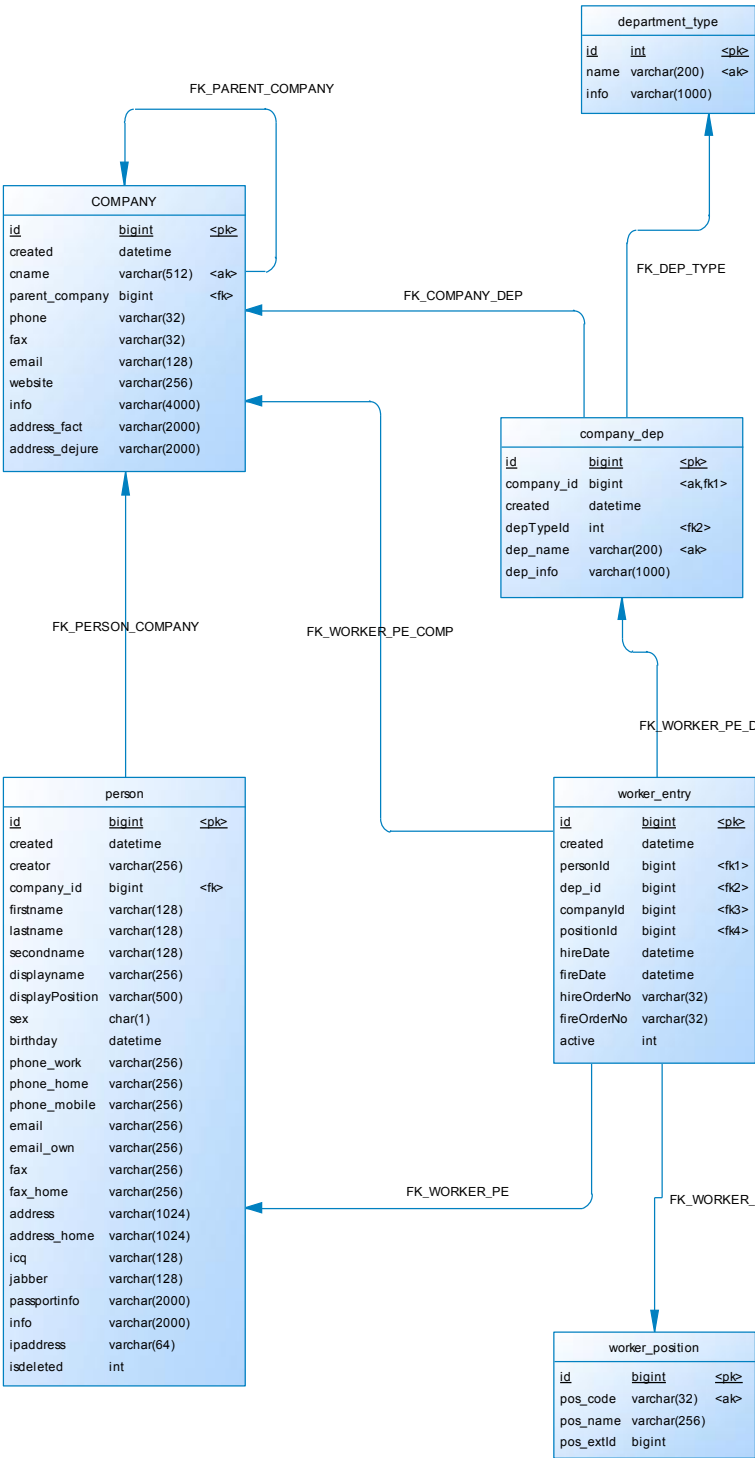 department_type
id int <pk>
name varchar(200) <ak>
info varchar(1000)
FK_PARENT_COMPANY
COMPANY
id bigint <pk>
created datetime
cname varchar(512) <ak>
parent_company bigint <fk>
phone varchar(32)
fax varchar(32)
email varchar(128)
website varchar(256)
info varchar(4000)
address_fact varchar(2000)
address_dejure varchar(2000)
FK_DEP_TYPE
FK_COMPANY_DEP
company_dep
id bigint <pk>
company_id bigint <ak,fk1>
created datetime
depTypeId int <fk2>
dep_name varchar(200) <ak>
dep_info varchar(1000)
FK_PERSON_COMPANY
FK_WORKER_PE_COMP
FK_WORKER_PE_D
person
id bigint <pk>
created datetime
creator varchar(256)
company_id bigint <fk>
firstname varchar(128)
lastname varchar(128)
secondname varchar(128)
displayname varchar(256)
displayPosition varchar(500)
sex char(1)
birthday datetime
phone_work varchar(256)
phone_home varchar(256)
phone_mobile varchar(256)
email varchar(256)
email_own varchar(256)
fax varchar(256)
fax_home varchar(256)
address varchar(1024)
address_home varchar(1024)
icq varchar(128)
jabber varchar(128)
passportinfo varchar(2000)
info varchar(2000)
ipaddress varchar(64)
isdeleted int
worker_entry
id bigint <pk>
created datetime
personId bigint <fk1>
dep_id bigint <fk2>
companyId bigint <fk3>
positionId bigint <fk4>
hireDate datetime
fireDate datetime
hireOrderNo varchar(32)
fireOrderNo varchar(32)
active int
FK_WORKER_PE
FK_WORKER_
worker_position
id bigint <pk>
pos_code varchar(32) <ak>
pos_name varchar(256)
pos_extId bigint